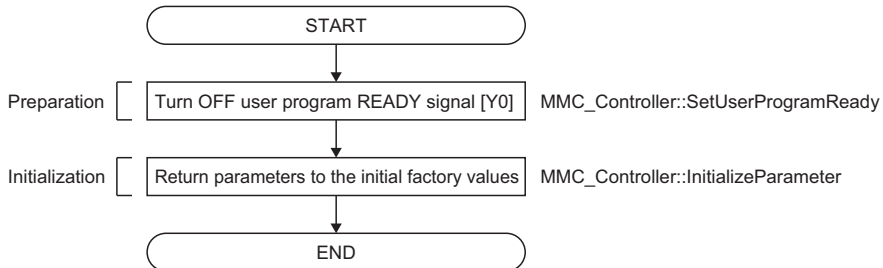 START
Preparation
Turn OFF user program READY signal [Y0]
MMC_Controller::SetUserProgramReady
Initialization
Return parameters to the initial factory values
MMC_Controller::InitializeParameter
END